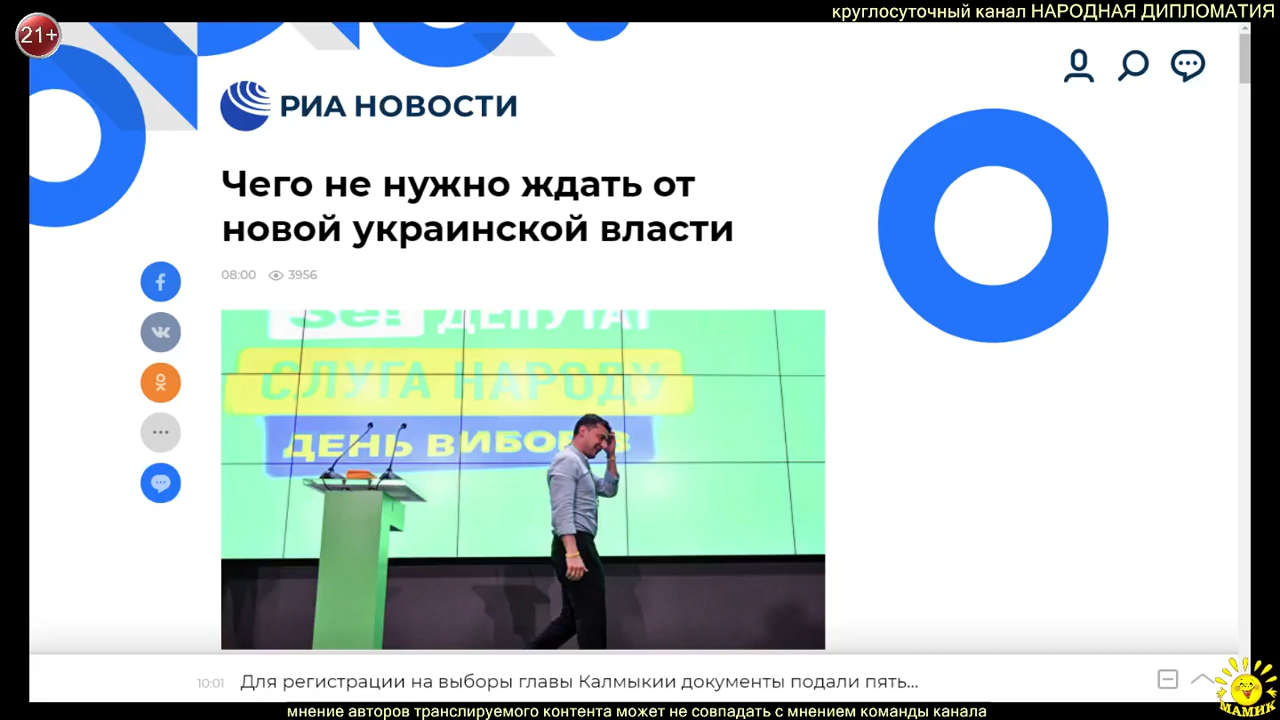 круглосуточный канал НАРОДНАЯ ДИПЛОМАТИЯ
21+
РИА НОВОСТИ
Чего не нужно ждать от
новой украинской власти
08:00 3956
Зе! ДЕПУТАТ
СЛУГА НАРОДУ
ДЕНЬ ВИБОРІВ
10:01 Для регистрации на выборы главы Калмыкии документы подали пять...
МАМИК
мнение авторов транслируемого контента может не совпадать с мнением команды канала